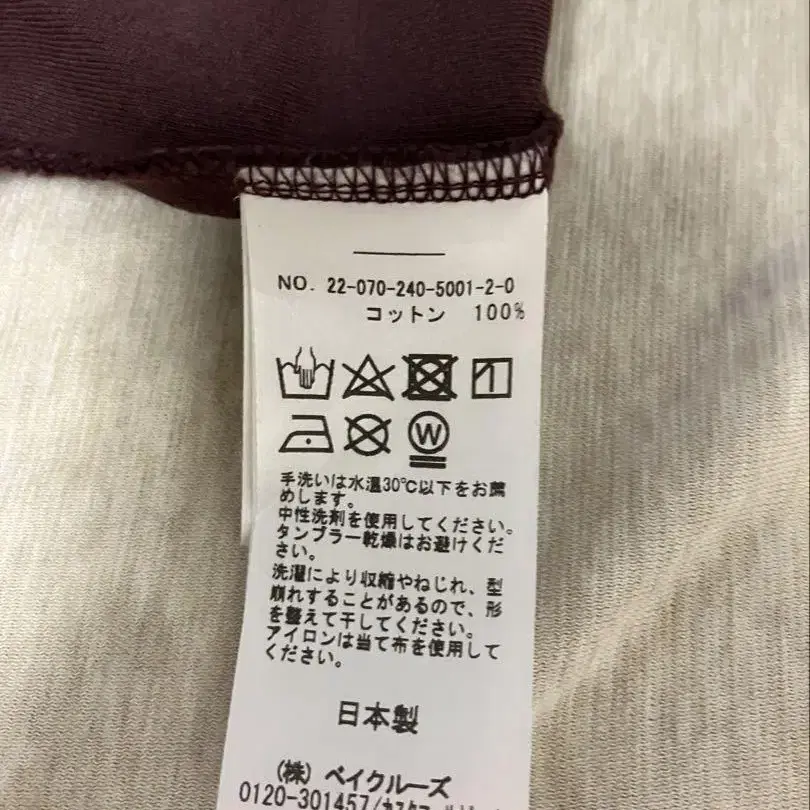 NO. 22-070-240-5001-2-0
コットン 100%
W
手洗いは水温30℃以下をお薦
めします。
中性洗剤を使用してください。
タンブラー乾燥はお避けくだ
さい。
洗濯により収縮やねじれ、型
崩れすることがあるので、形
を整えて干してください。
アイロンは当て布を使用して
ください。
日本製
(株) ベイクルーズ
0120-301457/カスタマー